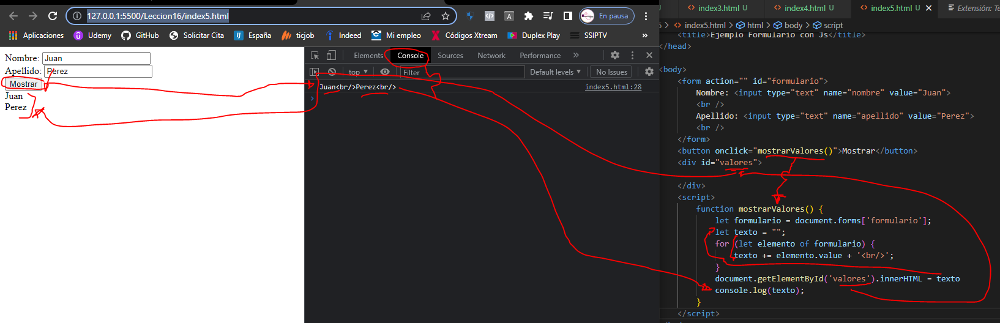 127.0.0.1:5500/Leccion16/index5.html
En pausa
Aplicaciones
Udemy
GitHub
Solicitar Cita
España
ticjob
Indeed
Mi empleo
Códigos Xtream
Duplex Play
SSIPTV
»
Nombre: Juan
Apellido: Perez
Mostrar
Juan
Perez
Elements
Console
Sources
Network
Performance
»
top
Filter
Default levels
No Issues
Juan<br/>Perez<br/>
index5.html:28
index3.html U
index4.html U
index5.html U
Extensión: Te
index5.html > html > body > script
<title>Ejemplo Formulario con Js</title>
</head>
<body>
<form action="" id="formulario">
Nombre: <input type="text" name="nombre" value="Juan">
<br />
Apellido: <input type="text" name="apellido" value="Perez">
<br />
</form>
<button onclick="mostrarValores()">Mostrar</button>
<div id="valores">
</div>
<script>
function mostrarValores() {
let formulario = document.forms['formulario'];
let texto = "";
for (let elemento of formulario) {
texto += elemento.value + '<br/>';
}
document.getElementById('valores').innerHTML = texto
console.log(texto);
}
</script>